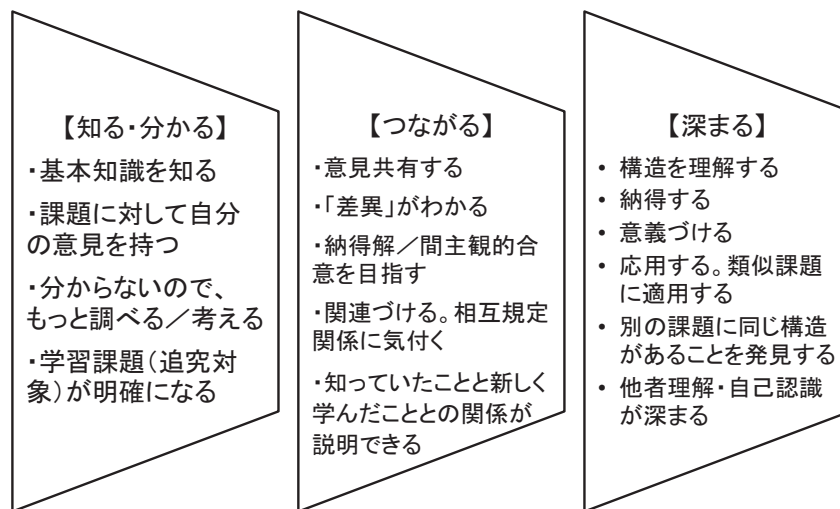 【知る・分かる】
・基本知識を知る
・課題に対して自分
の意見を持つ
・分からないので、
もっと調べる／考える
・学習課題（追究対
象）が明確になる
【つながる】
・意見共有する
・「差異」がわかる
・納得解／間主観的合
意を目指す
・関連づける。相互規定
関係に気付く
・知っていたことと新しく
学んだこととの関係が
説明できる
【深まる】
• 構造を理解する
• 納得する
• 意義づける
• 応用する。類似課題
に適用する
• 別の課題に同じ構造
があることを発見する
• 他者理解・自己認識
が深まる